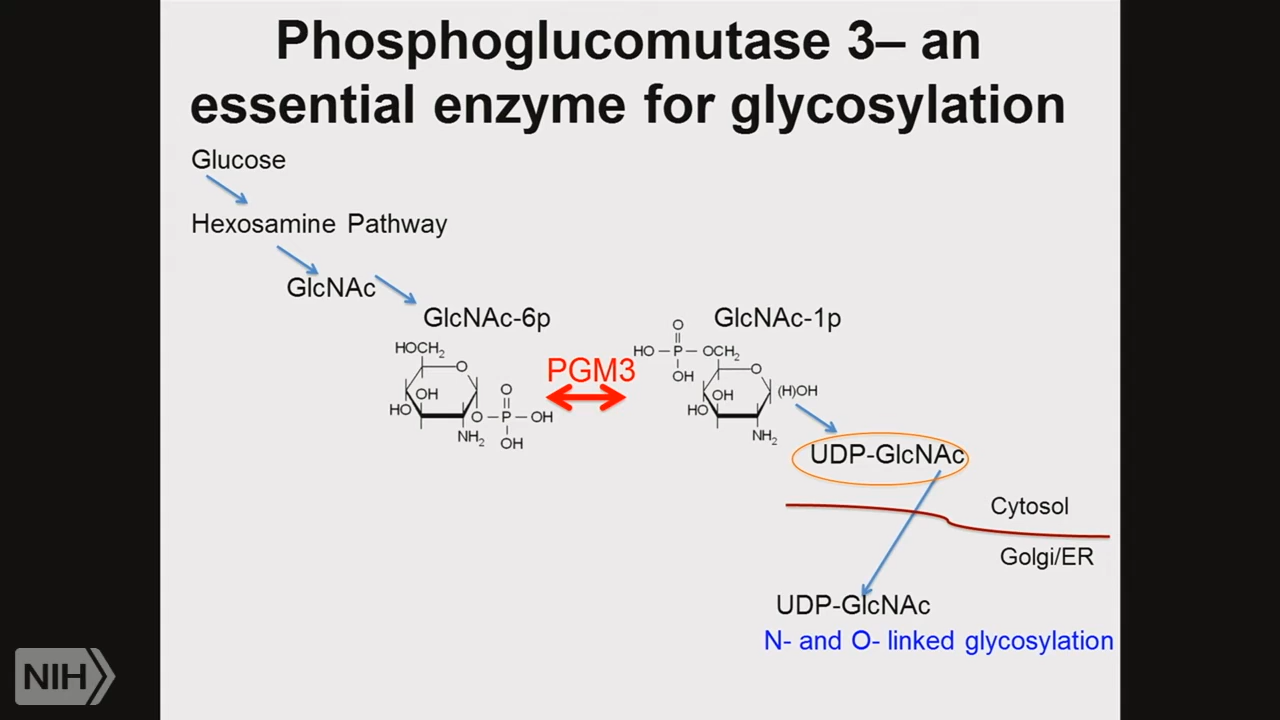 Phosphoglucomutase 3– an
essential enzyme for glycosylation
Glucose
Hexosamine Pathway
GlcNAc
GlcNAc-6p
GlcNAc-1p
PGM3
HOCH2
O
OH
HO
O
O
P
OH
OH
NH2
O
HO
P
OCH2
OH
O
OH
HO
(H)OH
NH2
UDP-GlcNAc
Cytosol
Golgi/ER
UDP-GlcNAc
N- and O- linked glycosylation
NIH